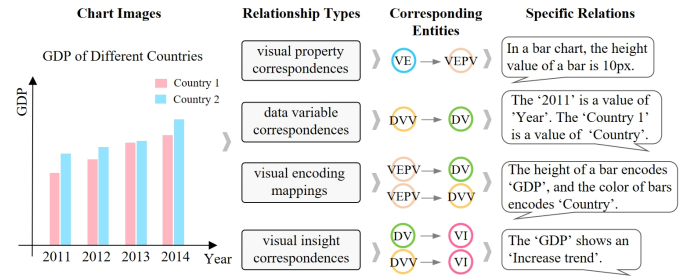 Chart Images
Relationship Types
Corresponding
Entities
Specific Relations
GDP of Different Countries
Country 1
Country 2
GDP
2011 2012 2013 2014 Year
visual property
correspondences
VE VEPV
In a bar chart, the height
value of a bar is 10px.
data variable
correspondences
DVV DV
The ‘2011’ is a value of
’Year’. The ‘Country 1’
is a value of ‘Country’.
visual encoding
mappings
VEPV DV
VEPV DVV
The height of a bar encodes
‘GDP’, and the color of bars
encodes ‘Country’.
visual insight
correspondences
DV VI
DVV VI
The ‘GDP’ shows an
‘Increase trend’.